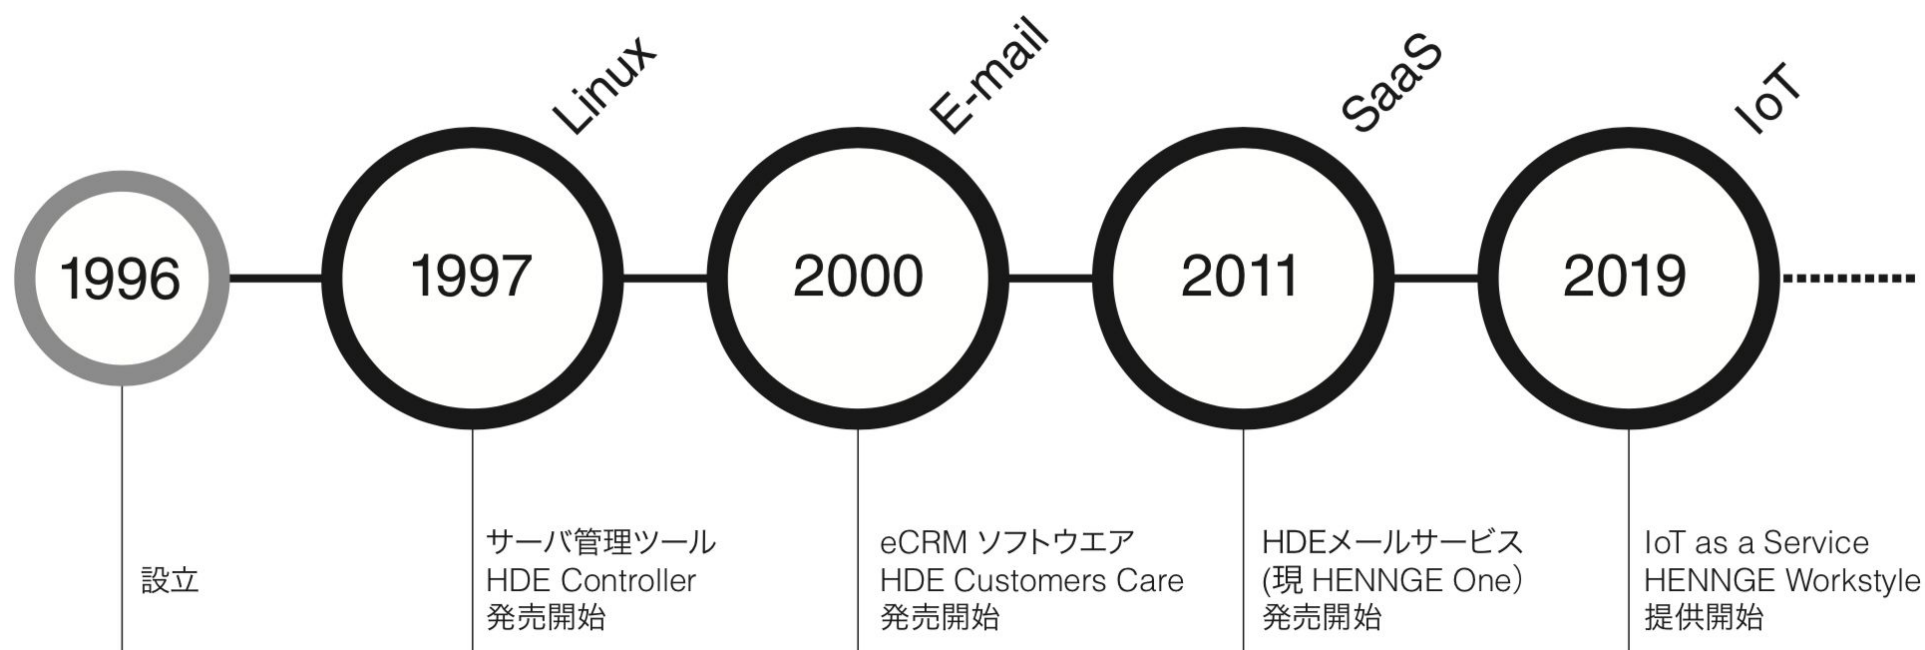 Linux
E-mail
SaaS
IoT
1996
1997
2000
2011
2019
設立
サーバ管理ツール
HDE Controller
発売開始
eCRM ソフトウエア
HDE Customers Care
発売開始
HDEメールサービス
(現 HENNGE One）
発売開始
IoT as a Service
HENNGE Workstyle
提供開始